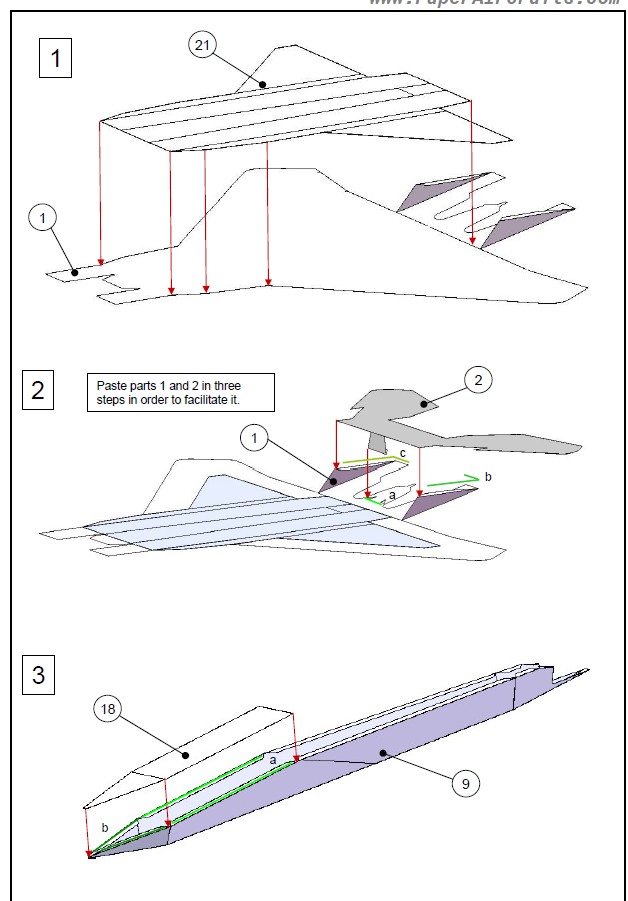 www.PaperAircrafts.com
1
21
1
2
Paste parts 1 and 2 in three
steps in order to facilitate it.
2
1
c
b
a
3
18
a
9
b